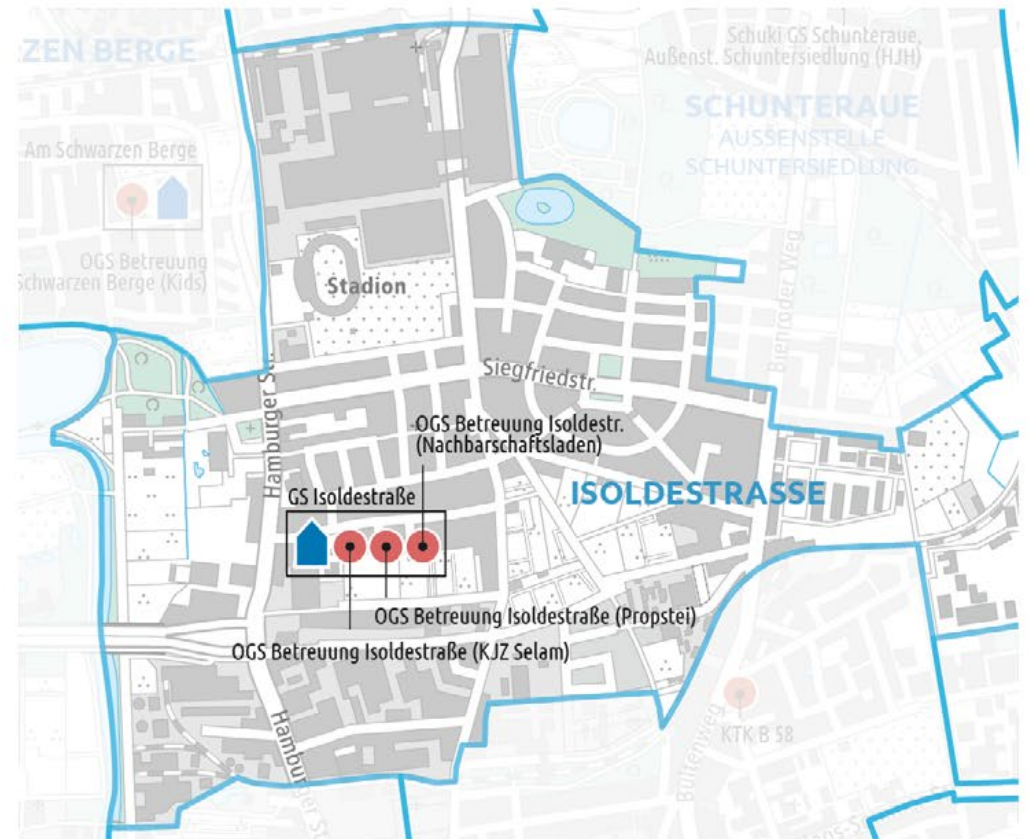 ZEN BERGE
Schuki GS Schunteraue,
Außenst. Schuntersiedlung (HJH)
SCHUNTERAUE
AUSSENSTELLE
SCHUNTERSIEDLUNG
Am Schwarzen Berge
OGS Betreuung
Schwarzen Berge (Kids)
Stadion
Bienroder Weg
Siegfriedstr.
Hamburger Str.
OGS Betreuung Isoldestr.
(Nachbarschaftsladen)
ISOLDESTRASSE
GS Isoldestraße
OGS Betreuung Isoldestraße (Propstei)
OGS Betreuung Isoldestraße (KJZ Selam)
KTK B 58
Bültenweg
Hamburger St